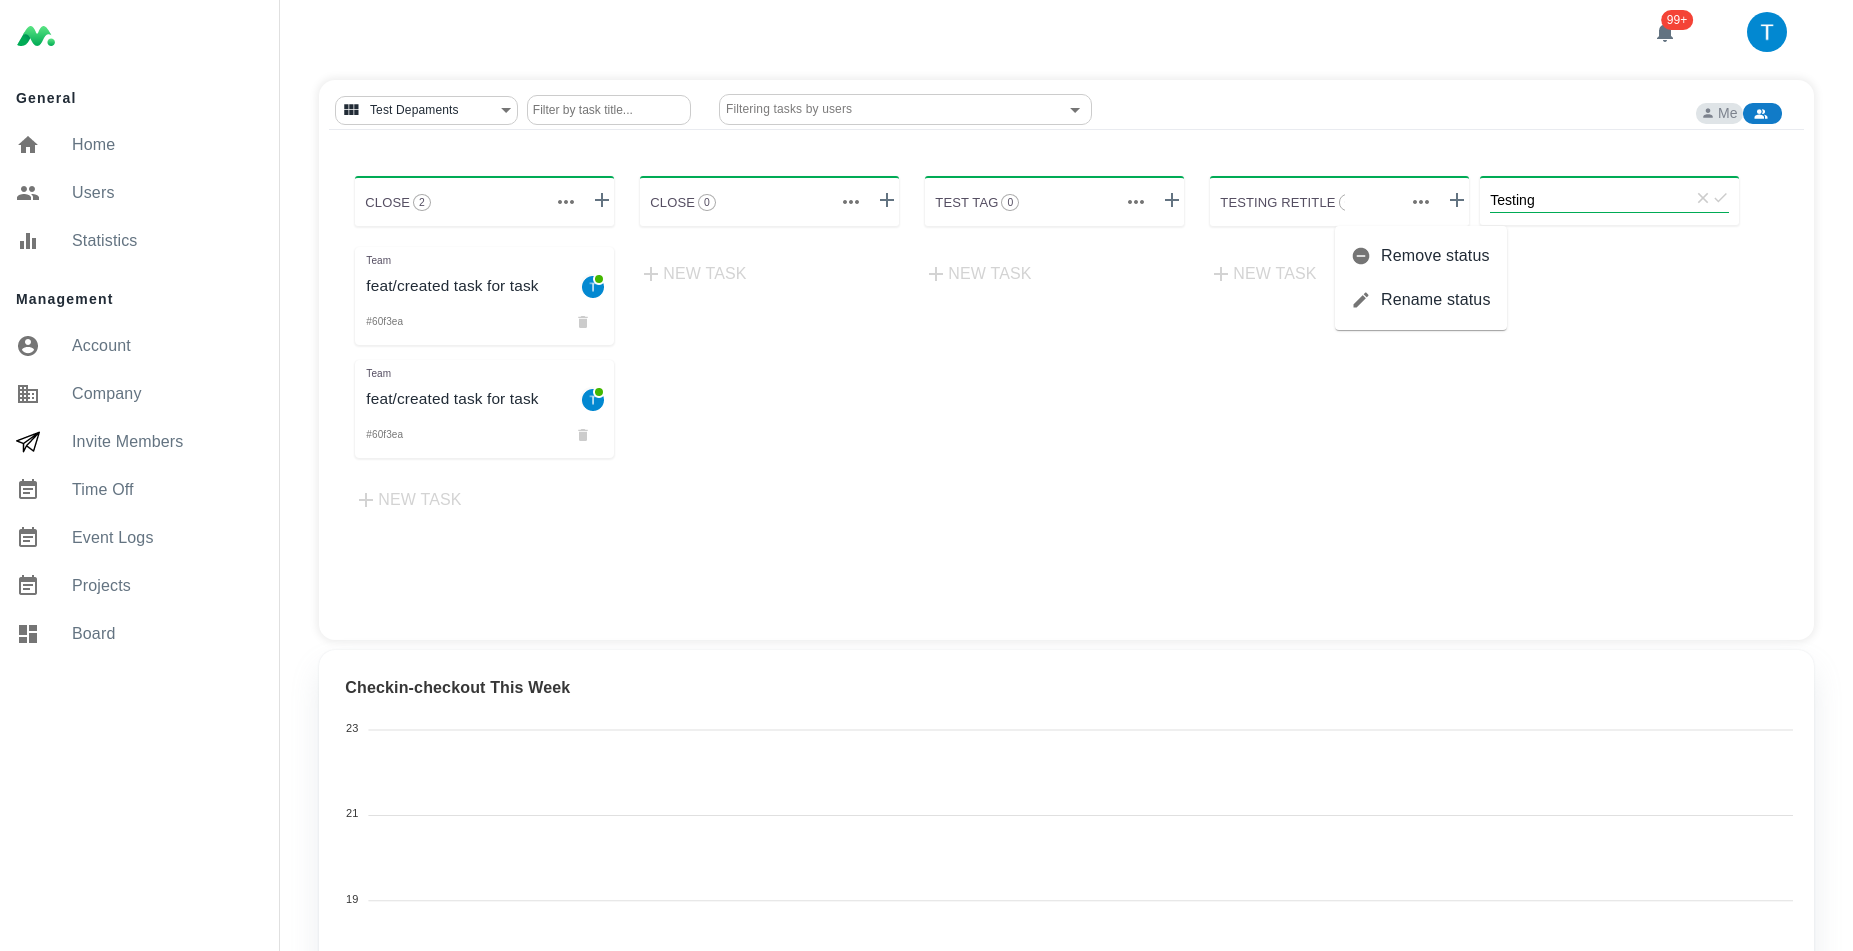 99+
T
General
Home
Users
Statistics
Management
Account
Company
Invite Members
Time Off
Event Logs
Projects
Board
Test Depaments
Filter by task title...
Filtering tasks by users
Me
CLOSE 2
CLOSE 0
TEST TAG 0
TESTING RETITLE
Testing
Team
feat/created task for task
T
#60f3ea
Team
feat/created task for task
T
#60f3ea
NEW TASK
NEW TASK
NEW TASK
NEW TASK
Remove status
Rename status
Checkin-checkout This Week
23
21
19